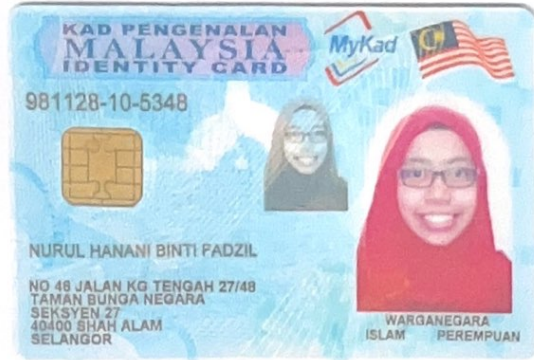 KAD PENGENALAN
MALAYSIA
IDENTITY CARD
MyKad
981128-10-5348
NURUL HANANI BINTI PADZIL
NO 46 JALAN KG TENGAH 27/48
TAMAN BUNGA NEGARA
SEKSYEN 27
40400 SHAH ALAM
SELANGOR
WARGANEGARA
ISLAM PEREMPUAN